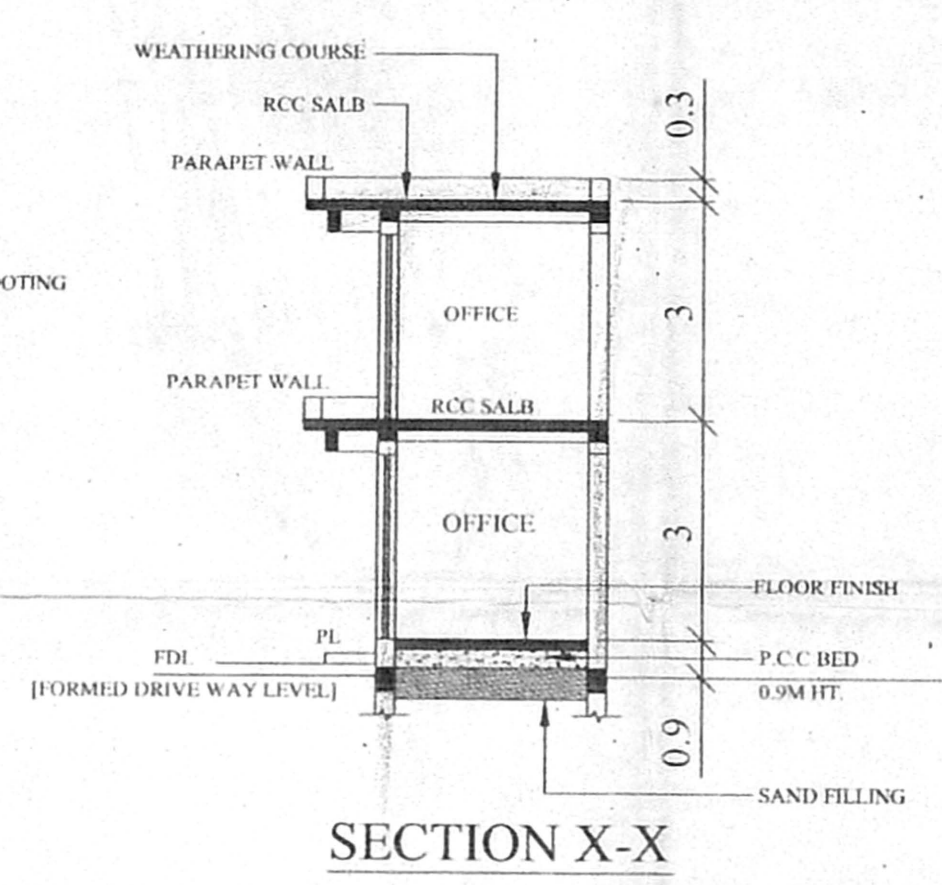 WEATHERING COURSE
RCC SALB
0.3
PARAPET WALL
OTING
OFFICE
3
PARAPET WALL
RCC SALB
OFFICE
3
FLOOR FINISH
PL
FDL
P.C.C BED
[FORMED DRIVE WAY LEVEL]
0.9M HT.
0.9
SAND FILLING
SECTION X-X